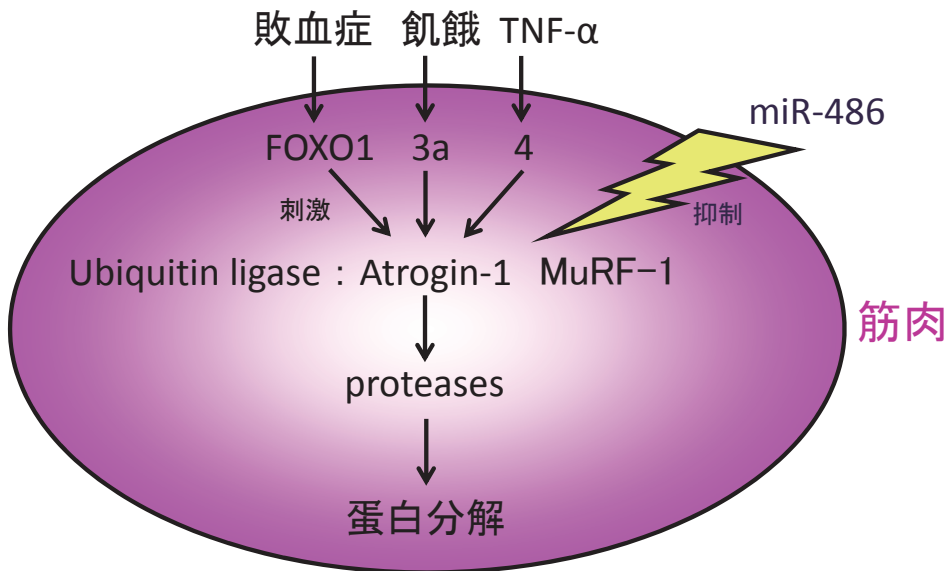 敗血症 飢餓 TNF-α
miR-486
FOXO1 3a 4
刺激
抑制
Ubiquitin ligase : Atrogin-1 MuRF-1
筋肉
proteases
蛋白分解